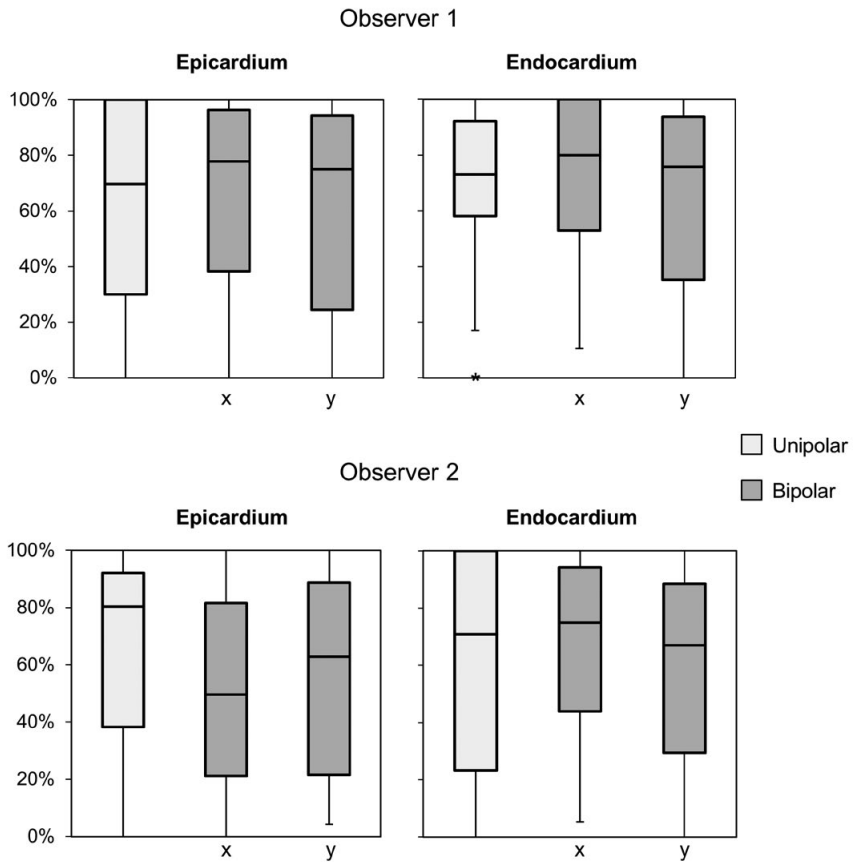 Observer 1
Epicardium Endocardium
100%
80%
60%
40%
20%
0%
*
x y x y
Unipolar
Bipolar
Observer 2
Epicardium Endocardium
100%
80%
60%
40%
20%
0%
x y x y